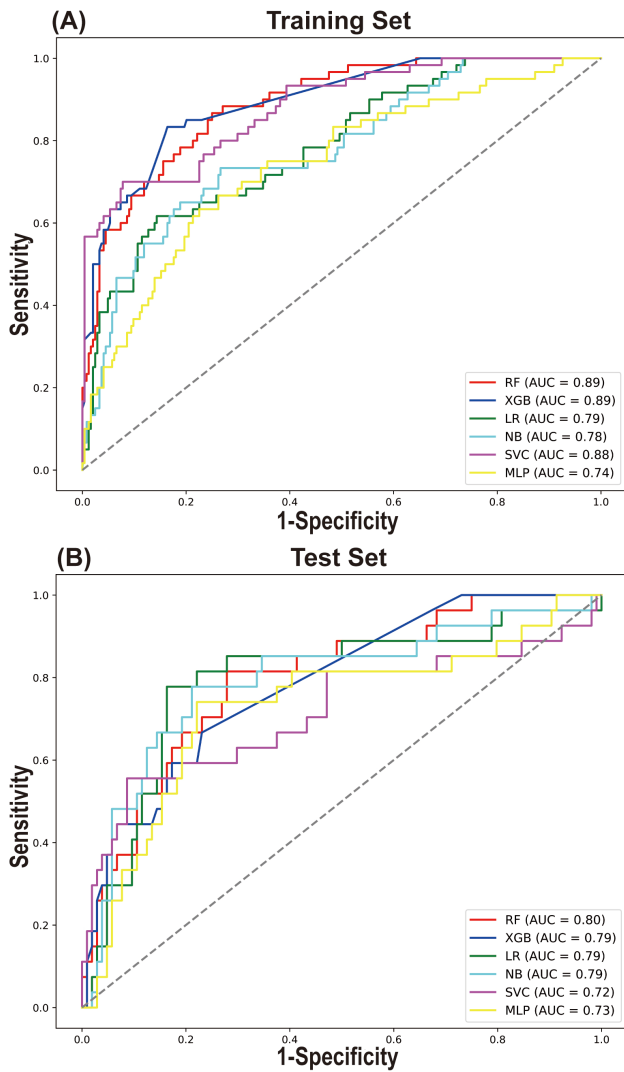 (A) Training Set
1.0
0.8
0.6
0.4
0.2
0.0
Sensitivity
RF (AUC = 0.89)
XGB (AUC = 0.89)
LR (AUC = 0.79)
NB (AUC = 0.78)
SVC (AUC = 0.88)
MLP (AUC = 0.74)
0.0 0.2 0.4 0.6 0.8 1.0
1-Specificity
(B) Test Set
1.0
0.8
0.6
0.4
0.2
0.0
Sensitivity
RF (AUC = 0.80)
XGB (AUC = 0.79)
LR (AUC = 0.79)
NB (AUC = 0.79)
SVC (AUC = 0.72)
MLP (AUC = 0.73)
0.0 0.2 0.4 0.6 0.8 1.0
1-Specificity